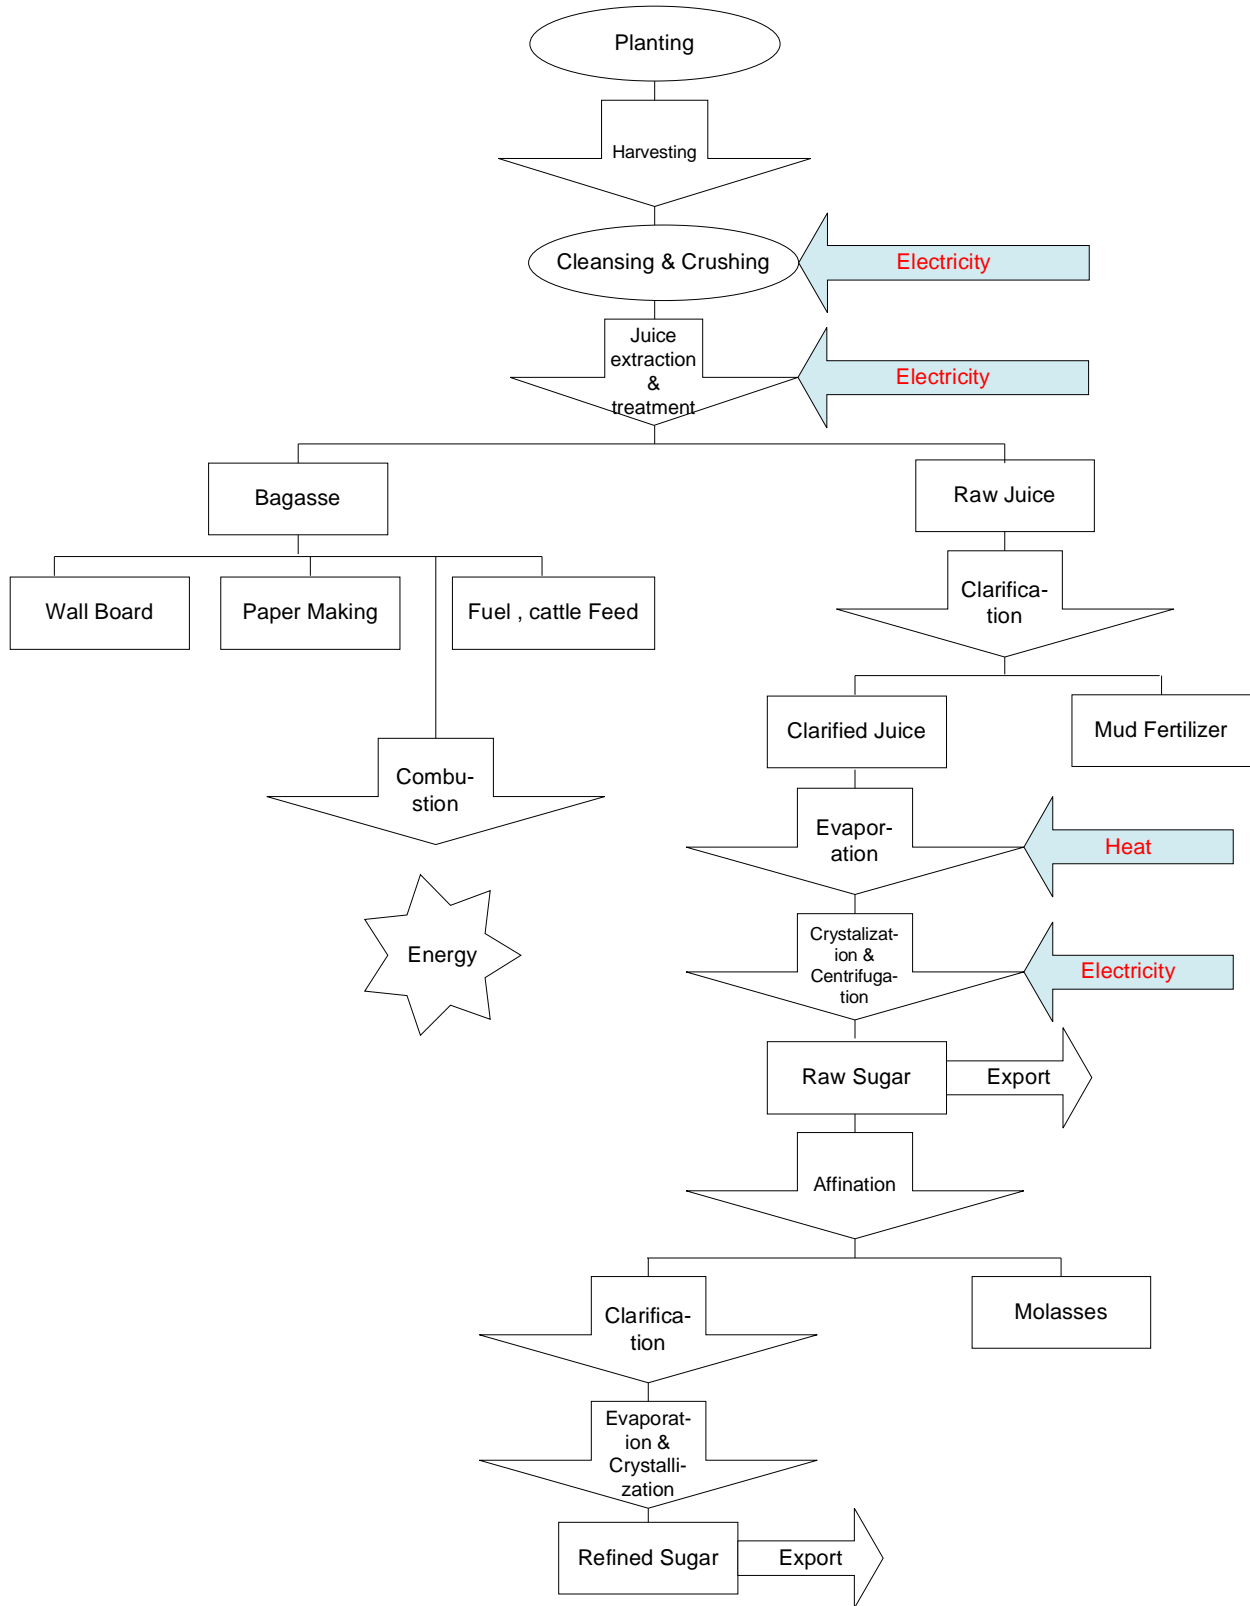 Planting
Harvesting
Cleansing & Crushing
Electricity
Juice
extraction
&
treatment
Electricity
Bagasse
Raw Juice
Wall Board
Paper Making
Fuel , cattle Feed
Clarifica-
tion
Clarified Juice
Mud Fertilizer
Combu-
stion
Evapor-
ation
Heat
Energy
Crystalizat-
ion &
Centrifuga-
tion
Electricity
Raw Sugar
Export
Affination
Clarifica-
tion
Molasses
Evaporat-
ion &
Crystalli-
zation
Refined Sugar
Export